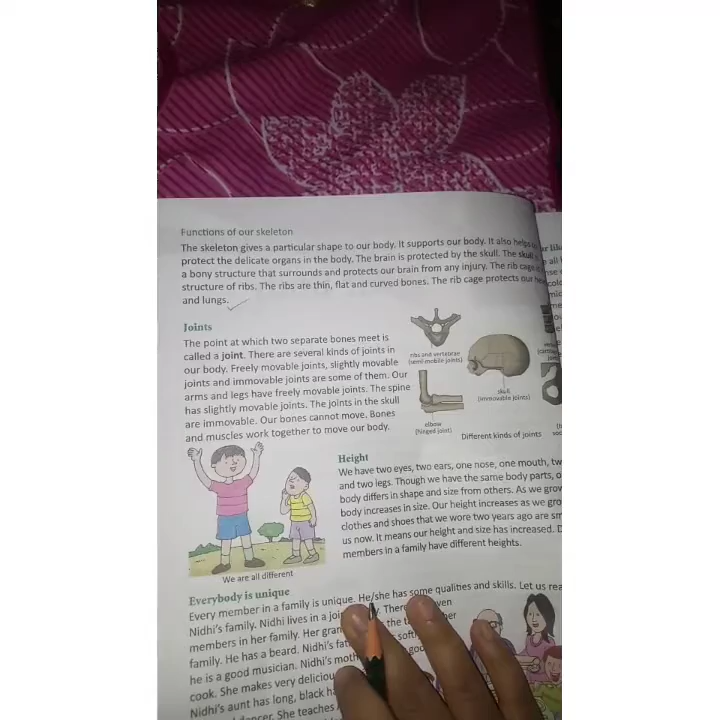 Functions of our skeleton
The skeleton gives a particular shape to our body. It supports our body. It also helps
protect the delicate organs in the body. The brain is protected by the skull. The skull
a bony structure that surrounds and protects our brain from any injury. The rib cage
structure of ribs. The ribs are thin, flat and curved bones. The rib cage protects our
and lungs.
Joints
The point at which two separate bones meet is
called a joint. There are several kinds of joints in
our body. Freely movable joints, slightly movable
joints and immovable joints are some of them. Our
arms and legs have freely movable joints. The spine
has slightly movable joints. The joints in the skull
are immovable. Our bones cannot move. Bones
and muscles work together to move our body.
ribs and vertebrae
(semi mobile joints)
skull
(immovable joints)
elbow
(hinged joint)
Different kinds of joints
We are all different
Height
We have two eyes, two ears, one nose, one mouth,
and two legs. Though we have the same body parts,
body differs in shape and size from others. As we
body increases in size. Our height increases as we
clothes and shoes that we wore two years ago are
us now. It means our height and size has increased.
members in a family have different heights.
Everybody is unique
Every member in a family is unique. He/she has some qualities and skills. Let us
Nidhi's family. Nidhi lives in a
members in her family. Her
family. He has a beard. Nidhi's
he is a good musician. Nidhi's
cook. She makes very
Nidhi's aunt has long, black
She teaches